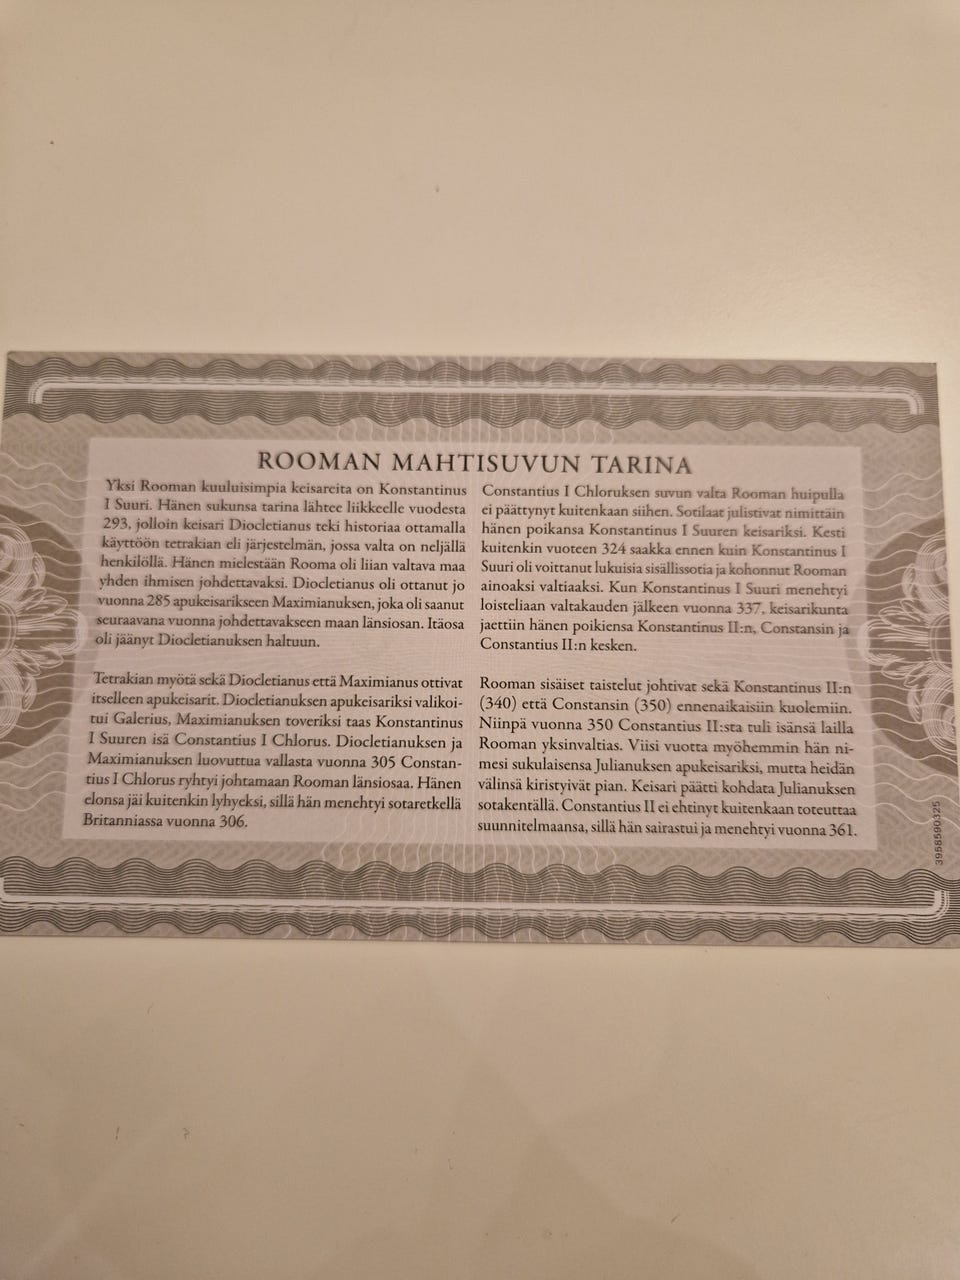 ROOMAN MAHTISUVUN TARINA
Yksi Rooman kuuluisimpia keisareita on Konstantinus
I Suuri. Hänen sukunsa tarina lähtee liikkeelle vuodesta
293, jolloin keisari Diocletianus teki historiaa ottamalla
käyttöön tetrakian eli järjestelmän, jossa valta on neljällä
henkilöllä. Hänen mielestään Rooma oli liian valtava maa
yhden ihmisen johdettavaksi. Diocletianus oli ottanut jo
vuonna 285 apukeisarikseen Maximianuksen, joka oli saanut
seuraavana vuonna johdettavakseen maan länsiosan. Itäosa
oli jäänyt Diocletianuksen haltuun.
Tetrakian myötä sekä Diocletianus että Maximianus ottivat
itselleen apukeisarit. Diocletianuksen apukeisariksi valikoi-
tui Galerius, Maximianuksen toveriksi taas Konstantinus
I Suuren isä Constantius I Chlorus. Diocletianuksen ja
Maximianuksen luovuttua vallasta vuonna 305 Constan-
tius I Chlorus ryhtyi johtamaan Rooman länsiosaa. Hänen
elonsa jäi kuitenkin lyhyeksi, sillä hän menehtyi sotaretkellä
Britanniassa vuonna 306.
Constantius I Chloruksen suvun valta Rooman huipulla
ei päättynyt kuitenkaan siihen. Sotilaat julistivat nimittäin
hänen poikansa Konstantinus I Suuren keisariksi. Kesti
kuitenkin vuoteen 324 saakka ennen kuin Konstantinus I
Suuri oli voittanut lukuisia sisällissotia ja kohonnut Rooman
ainoaksi valtiaaksi. Kun Konstantinus I Suuri menehtyi
loisteliaan valtakauden jälkeen vuonna 337, keisarikunta
jaettiin hänen poikiensa Konstantinus II:n, Constansin ja
Constantius II:n kesken.
Rooman sisäiset taistelut johtivat sekä Konstantinus II:n
(340) että Constansin (350) ennenaikaisiin kuolemiin.
Niinpä vuonna 350 Constantius II:sta tuli isänsä lailla
Rooman yksinvaltias. Viisi vuotta myöhemmin hän ni-
mesi sukulaisensa Julianuksen apukeisariksi, mutta heidän
välinsä kiristyivät pian. Keisari päätti kohdata Julianuksen
sotakentällä. Constantius II ei ehtinyt kuitenkaan toteuttaa
suunnitelmaansa, sillä hän sairastui ja menehtyi vuonna 361.
3958590325